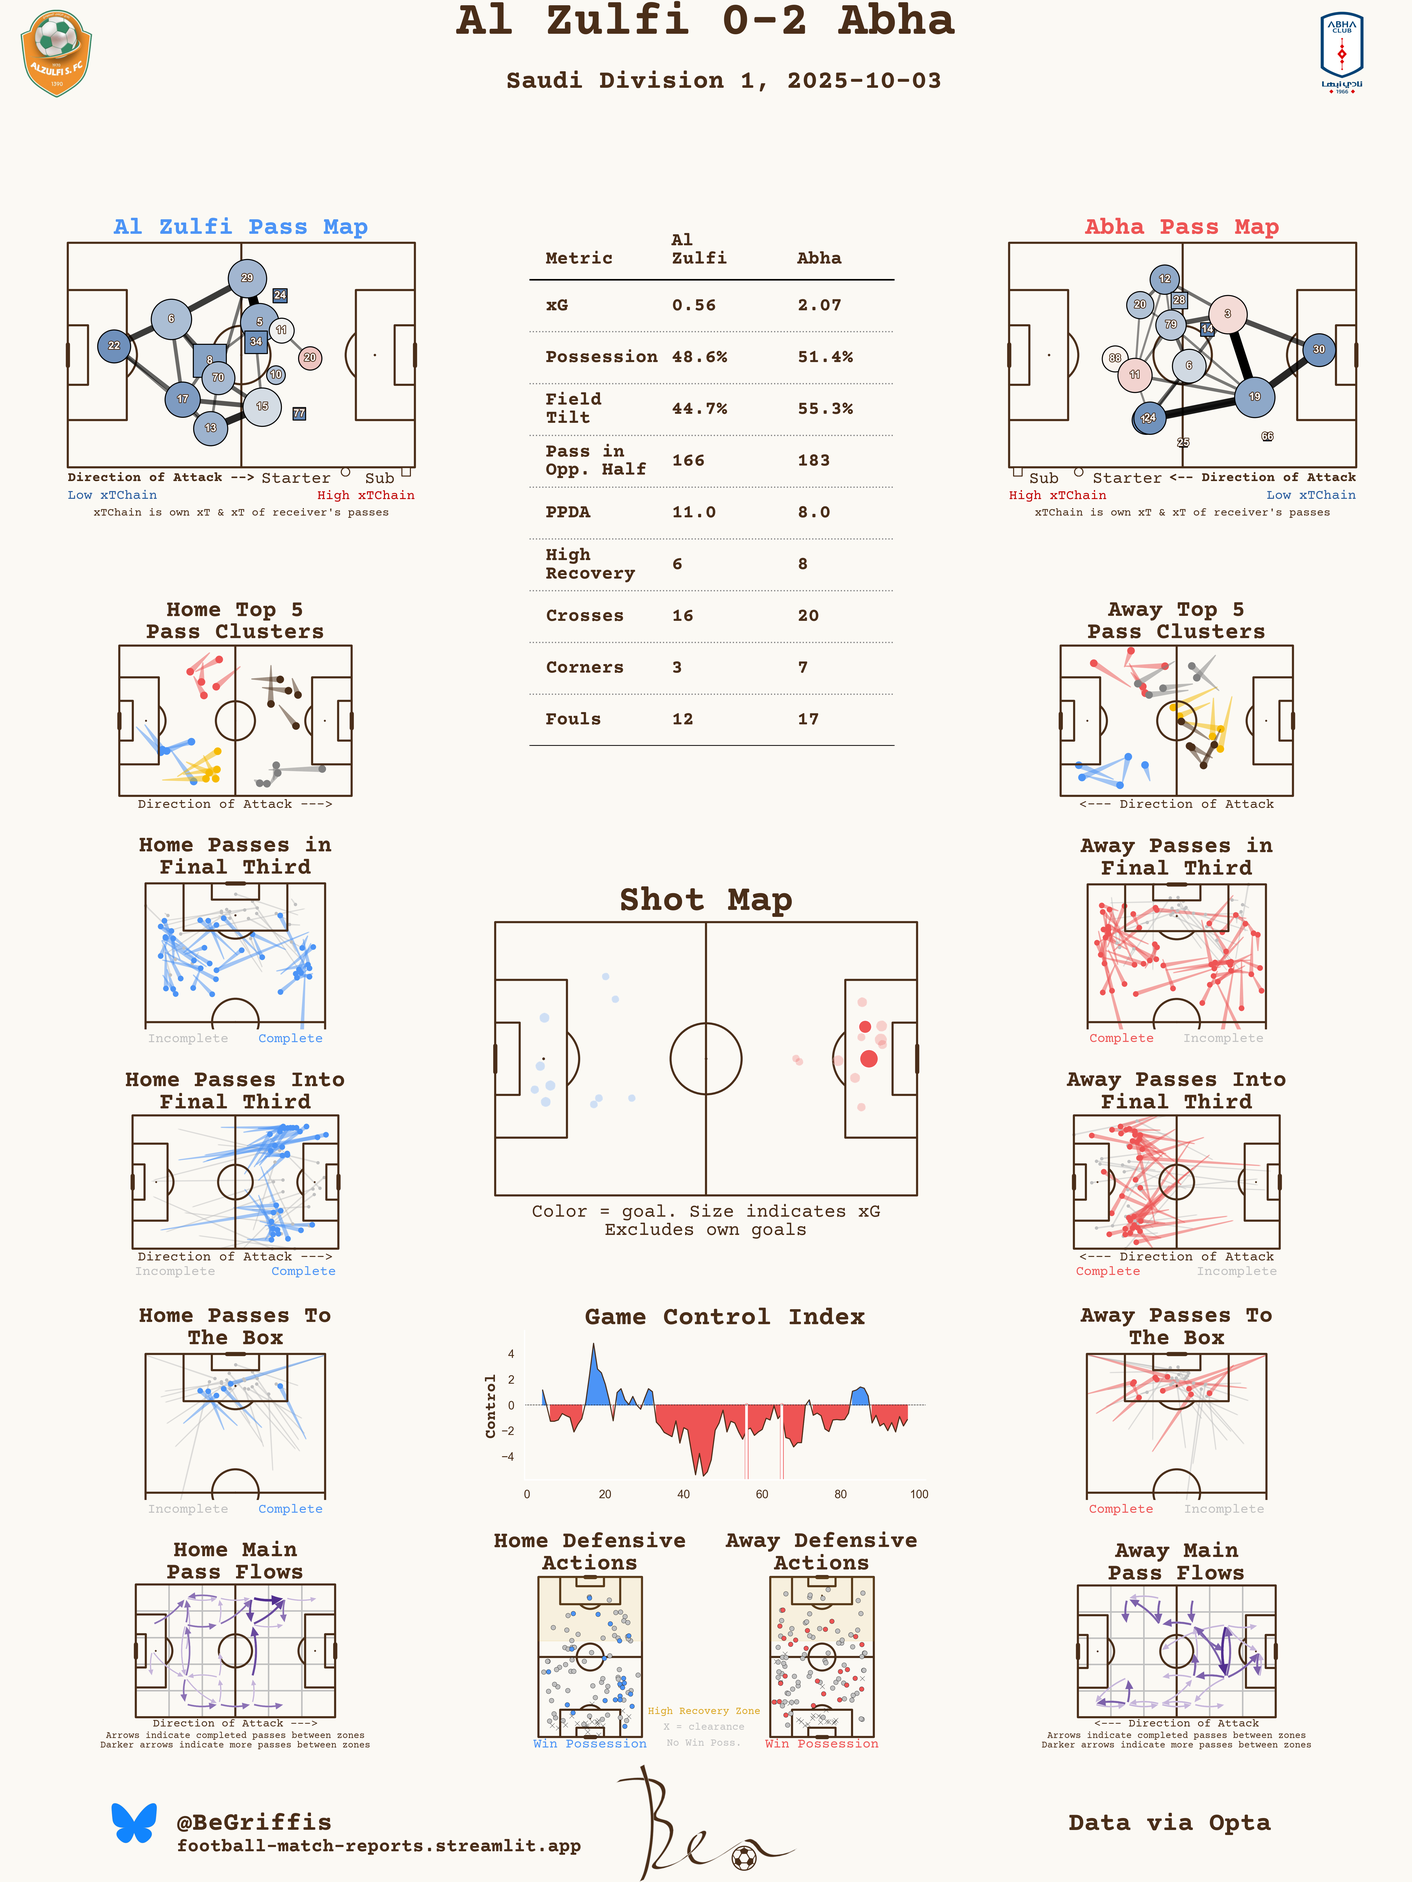 Al Zulfi 0-2 Abha
Saudi Division 1, 2025-10-03
ALZULFI S. FC
ABHA
CLUB
نادي أبها
1966
Al Zulfi Pass Map
29
24
6
5
11
34
22
8
20
70
10
17
15
77
13
Direction of Attack --> Starter Sub
Low xTChain High xTChain
xTChain is own xT & xT of receiver's passes
Metric Al Zulfi Abha
xG 0.56 2.07
Possession 48.6% 51.4%
Field Tilt 44.7% 55.3%
Pass in Opp. Half 166 183
PPDA 11.0 8.0
High Recovery 6 8
Crosses 16 20
Corners 3 7
Fouls 12 17
Abha Pass Map
12
20
28
3
79
14
30
88
6
11
19
24
25
66
Sub Starter <-- Direction of Attack
High xTChain Low xTChain
xTChain is own xT & xT of receiver's passes
Home Top 5
Pass Clusters
Direction of Attack --->
Away Top 5
Pass Clusters
<--- Direction of Attack
Home Passes in
Final Third
Incomplete Complete
Away Passes in
Final Third
Complete Incomplete
Shot Map
Color = goal. Size indicates xG
Excludes own goals
Home Passes Into
Final Third
Direction of Attack --->
Incomplete Complete
Away Passes Into
Final Third
<--- Direction of Attack
Complete Incomplete
Home Passes To
The Box
Incomplete Complete
Game Control Index
Control
4
2
0
−2
−4
0 20 40 60 80 100
Away Passes To
The Box
Complete Incomplete
Home Main
Pass Flows
Direction of Attack --->
Arrows indicate completed passes between zones
Darker arrows indicate more passes between zones
Home Defensive
Actions
Win Possession
High Recovery Zone
X = clearance
No Win Poss.
Away Defensive
Actions
Win Possession
Away Main
Pass Flows
<--- Direction of Attack
Arrows indicate completed passes between zones
Darker arrows indicate more passes between zones
@BeGriffis
football-match-reports.streamlit.app
Ben
Data via Opta